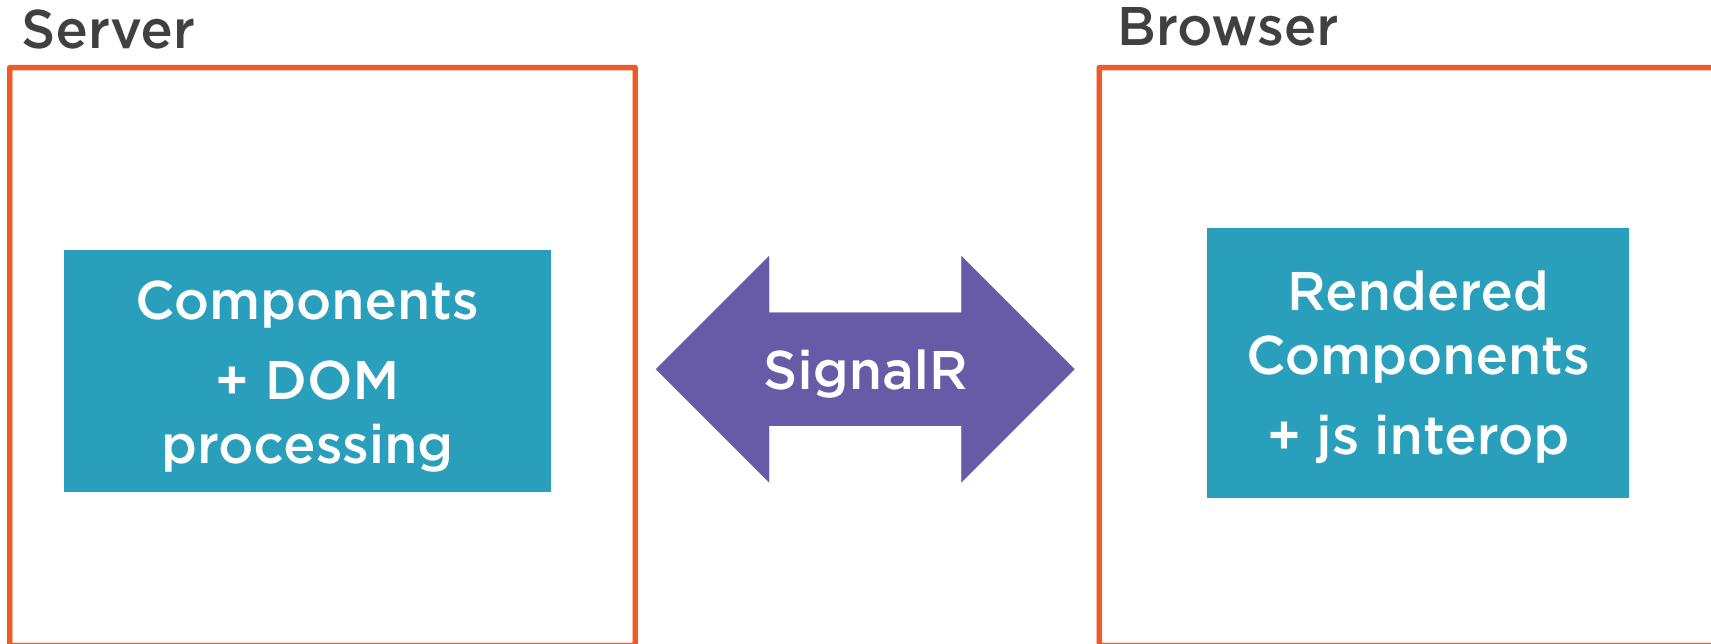 Server
Browser
Components
+ DOM
processing
SignalR
Rendered
Components
+ js interop